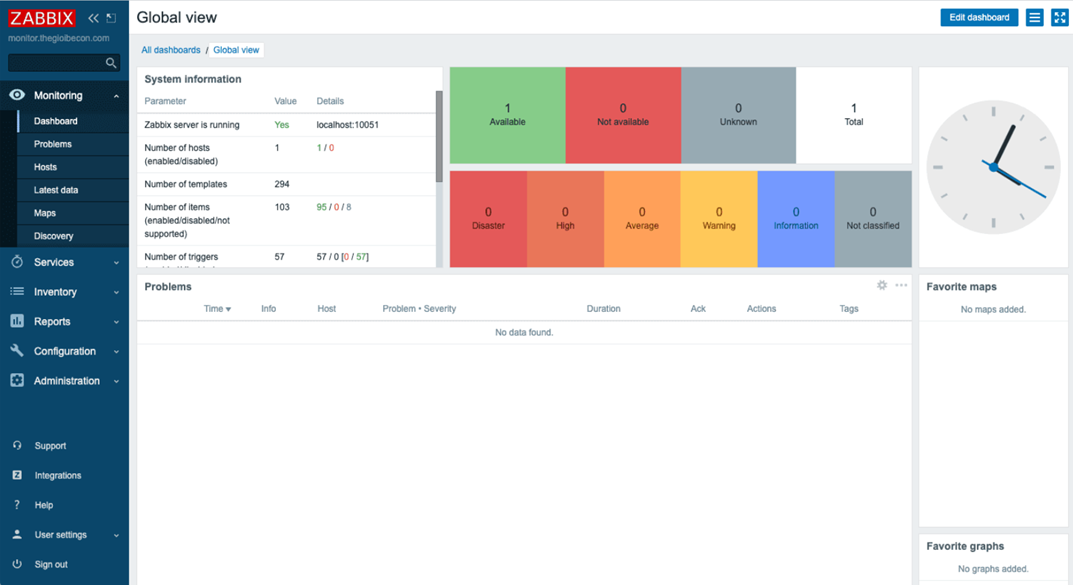 ZABBIX
monitor.thegioibecon.com
Monitoring
Dashboard
Problems
Hosts
Latest data
Maps
Discovery
Services
Inventory
Reports
Configuration
Administration
Support
Integrations
Help
User settings
Sign out
Global view
Edit dashboard
All dashboards / Global view
System information
Parameter Value Details
Zabbix server is running Yes localhost:10051
Number of hosts
(enabled/disabled) 1 1 / 0
Number of templates 294
Number of items
(enabled/disabled/not
supported) 103 95 / 0 / 8
Number of triggers 57 57 / 0 [0 / 57]
1
Available
0
Not available
0
Unknown
1
Total
0
Disaster
0
High
0
Average
0
Warning
0
Information
0
Not classified
Problems
Time Info Host Problem • Severity Duration Ack Actions Tags
No data found.
Favorite maps
No maps added.
Favorite graphs
No graphs added.